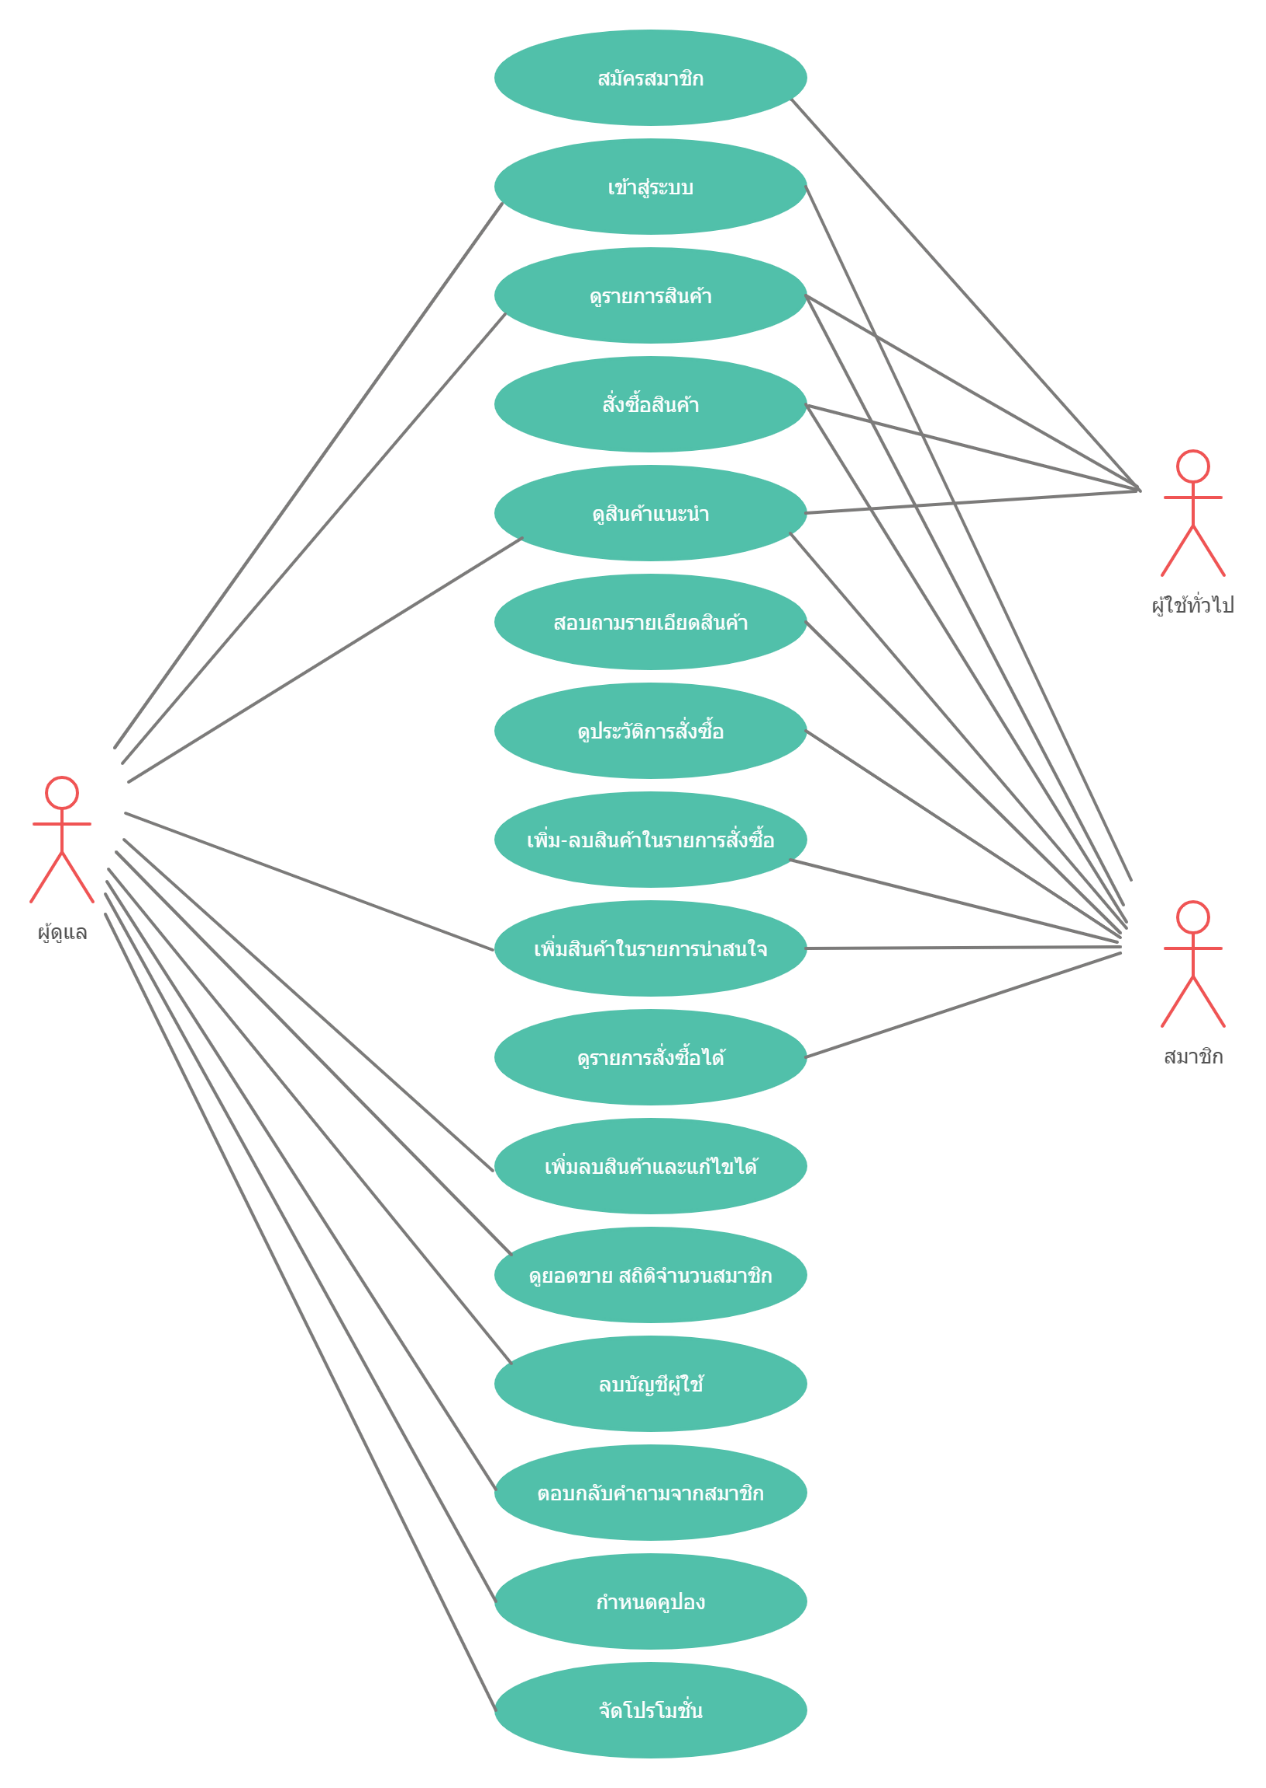 สมัครสมาชิก
เข้าสู่ระบบ
ดูรายการสินค้า
สั่งซื้อสินค้า
ดูสินค้าแนะนำ
สอบถามรายเอียดสินค้า
ดูประวัติการสั่งซื้อ
เพิ่ม-ลบสินค้าในรายการสั่งซื้อ
เพิ่มสินค้าในรายการน่าสนใจ
ดูรายการสั่งซื้อได้
เพิ่มลบสินค้าและแก้ไขได้
ดูยอดขาย สถิติจำนวนสมาชิก
ลบบัญชีผู้ใช้
ตอบกลับคำถามจากสมาชิก
กำหนดคูปอง
จัดโปรโมชั่น
ผู้ดูแล
ผู้ใช้ทั่วไป
สมาชิก